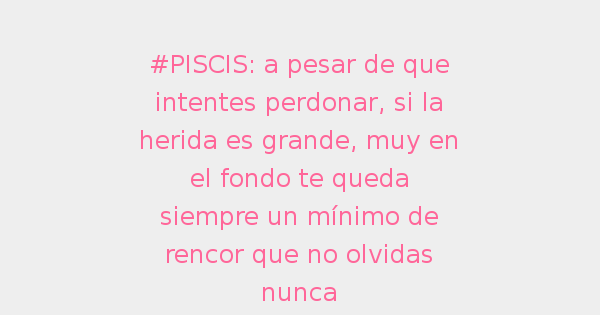 #PISCIS: a pesar de que
intentes perdonar, si la
herida es grande, muy en
el fondo te queda
siempre un mínimo de
rencor que no olvidas
nunca